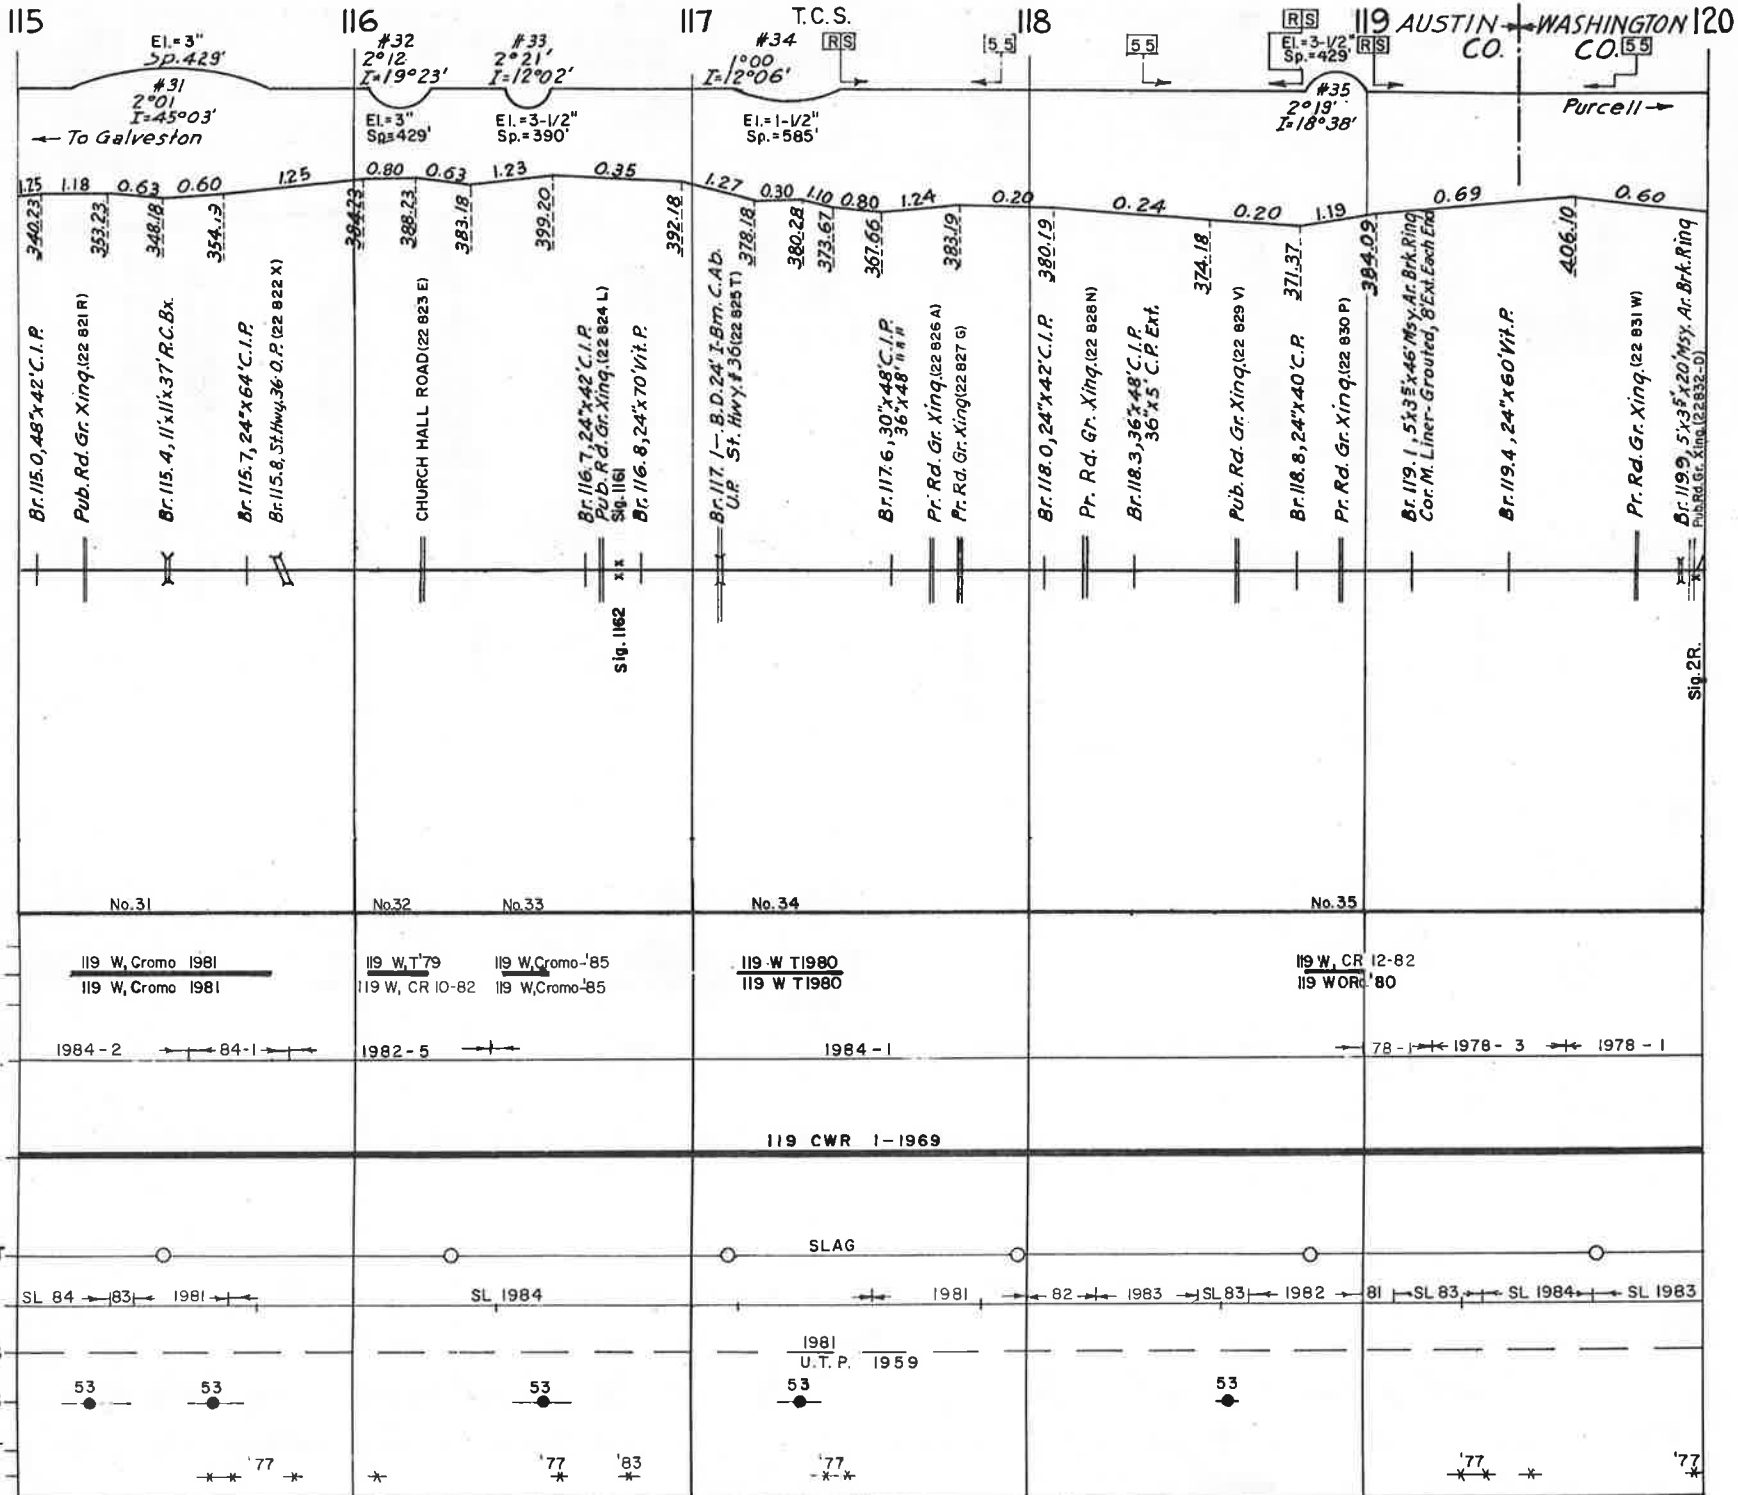 115 116 117 T.C.S. 118 119 AUSTIN WASHINGTON 120
CO. CO.
El.=3"
Sp.429'
#31
2°01
I=45°03'
#32
2°12
I=19°23'
El.=3"
Sp=429'
#33
2°21'
I=12°02'
El.=3-1/2"
Sp.=390'
#34
1°00
I=12°06'
El.=1-1/2"
Sp.=585'
RS
55
55
RS
El.=3-1/2"
Sp.=429'
RS
#35
2°19'
I=18°38'
55
Purcell
To Galveston
1.25 1.18 0.63 0.60 1.25 0.80 0.63 1.23 0.35 1.27 0.30 1.10 0.80 1.24 0.20 0.24 0.20 1.19 0.69 0.60
340.23
353.23
348.18
354.19
384.23
388.23
383.18
399.20
392.18
378.18
380.28
373.67
367.66
383.19
380.19
374.18
371.37
384.09
406.10
Br.115.0,48"x42'C.I.P.
Pub.Rd.Gr.Xing.(22 821 R)
Br.115.4,11'x11'x37'R.C.Bx.
Br.115.7,24"x64'C.I.P.
Br.115.8,St.Hwy.36 O.P.(22 822 X)
CHURCH HALL ROAD(22 823 E)
Br.116.7,24"x42'C.I.P.
Pub.Rd.Gr.Xing.(22 824 L)
Sig.1161
Br.116.8,24"x70'Vit.P.
Br.117.1-.B.D.24' I-Bm.C.Ab.
U.P. St.Hwy.#36(22 825T)
Br.117.6,30"x48'C.I.P.
36"x48' " " "
Pr.Rd.Gr.Xing.(22 826 A)
Pr.Rd.Gr.Xing(22 827 G)
Br.118.0,24"x42'C.I.P.
Pr. Rd. Gr. Xing.(22 828N)
Br.118.3,36"x48'C.I.P.
36"x5' C.P. Ext.
Pub.Rd.Gr.Xing.(22 829 V)
Br.118.8,24"x40'C.P.
Pr.Rd.Gr.Xing.(22 830 P)
Br.119.1,5'x3.5'x46'Msy.Ar.Brk.Ring
Cor.M.Liner-Grouted,8'Ext.Each End
Br.119.4,24"x60'Vit.P.
Pr.Rd.Gr.Xing.(22 831 W)
Br.119.9,5'x3.5'x20'Msy.Ar.Brk.Ring
Pub.Rd.Gr.Xing.(22832-D)
Sig.1162
Sig.2R.
No.31 No.32 No.33 No.34 No.35
119 W, Cromo 1981 119 W,T'79 119 W,Cromo-'85 119 W T1980 119 W, CR 12-82
119 W, Cromo 1981 119 W, CR 10-82 119 W,Cromo-'85 119 W T1980 119 W '80
1984-2 84-1 1982-5 1984-1 78-1 1978-3 1978-1
119 CWR 1-1969
SLAG
SL 84 83 1981 SL 1984 1981 82 1983 SL 83 1982 81 SL 83 SL 1984 SL 1983
1981
U.T.P. 1959
53 53 53 53 53
'77 '77 '83 '77 '77 '77